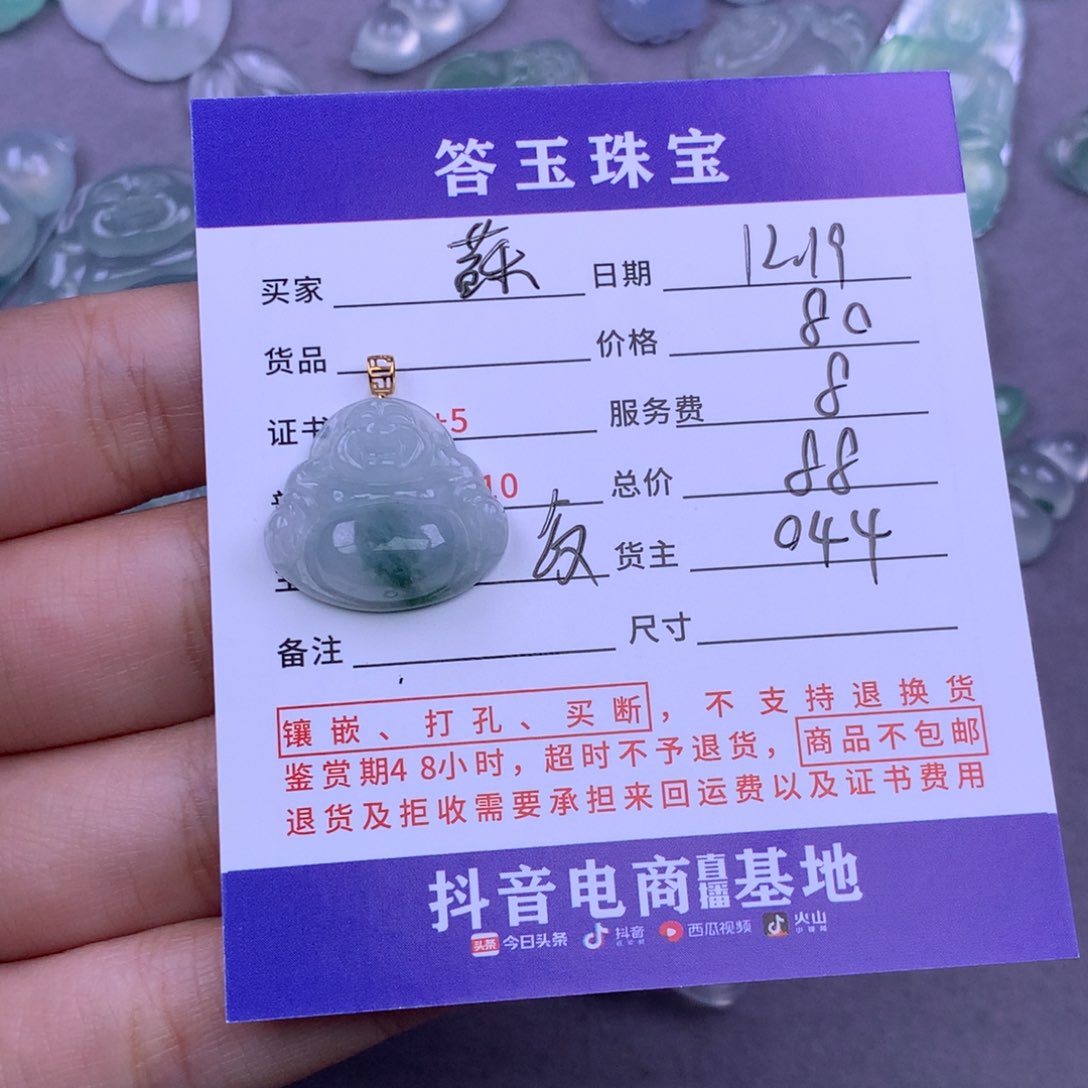 答玉珠宝
买家 蘇 日期 12.19
货品 价格 80
证书 +5 服务费 8
10 总价 88
货主 044
备注 尺寸
镶嵌、打孔、买断，不支持退换货
鉴赏期48小时，超时不予退货，商品不包邮
退货及拒收需要承担来回运费以及证书费用
抖音电商直播基地
头条 今日头条 抖音 西瓜视频 火山